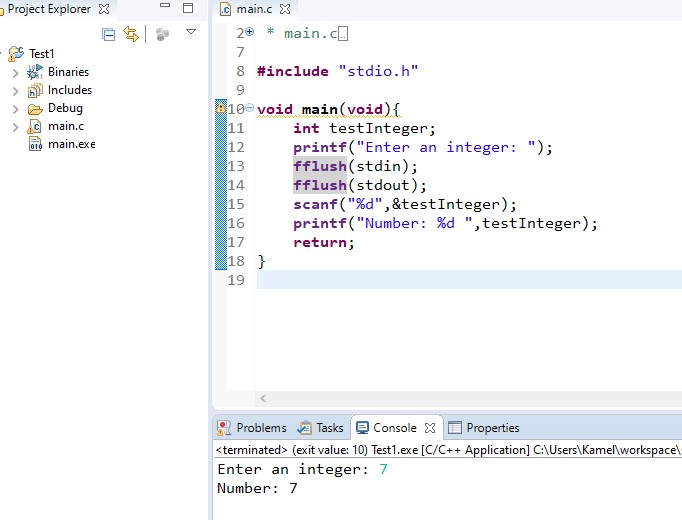 Project Explorer
Test1
Binaries
Includes
Debug
main.c
main.exe
main.c
2 * main.c
7
8 #include "stdio.h"
9
10 void main(void){
11     int testInteger;
12     printf("Enter an integer: ");
13     fflush(stdin);
14     fflush(stdout);
15     scanf("%d",&testInteger);
16     printf("Number: %d ",testInteger);
17     return;
18 }
19
Problems Tasks Console Properties
<terminated> (exit value: 10) Test1.exe [C/C++ Application] C:\Users\Kamel\workspace\
Enter an integer: 7
Number: 7